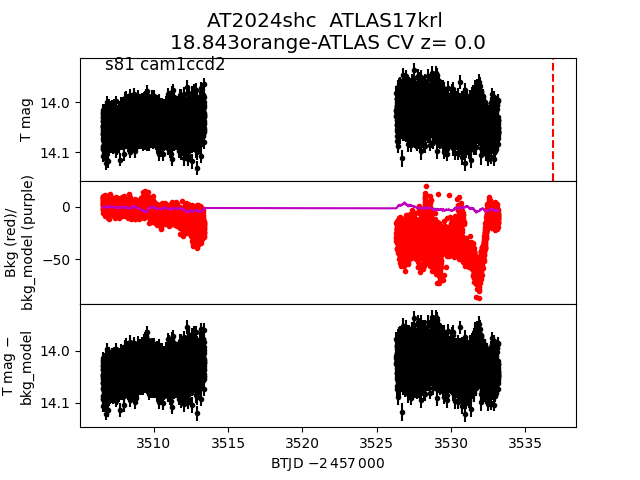 AT2024shc  ATLAS17krl
18.843orange-ATLAS CV z= 0.0
s81 cam1ccd2
T mag
14.0
14.1
Bkg (red)/
bkg_model (purple)
0
−50
T mag −
bkg_model
14.0
14.1
3510
3515
3520
3525
3530
3535
BTJD −2 457 000